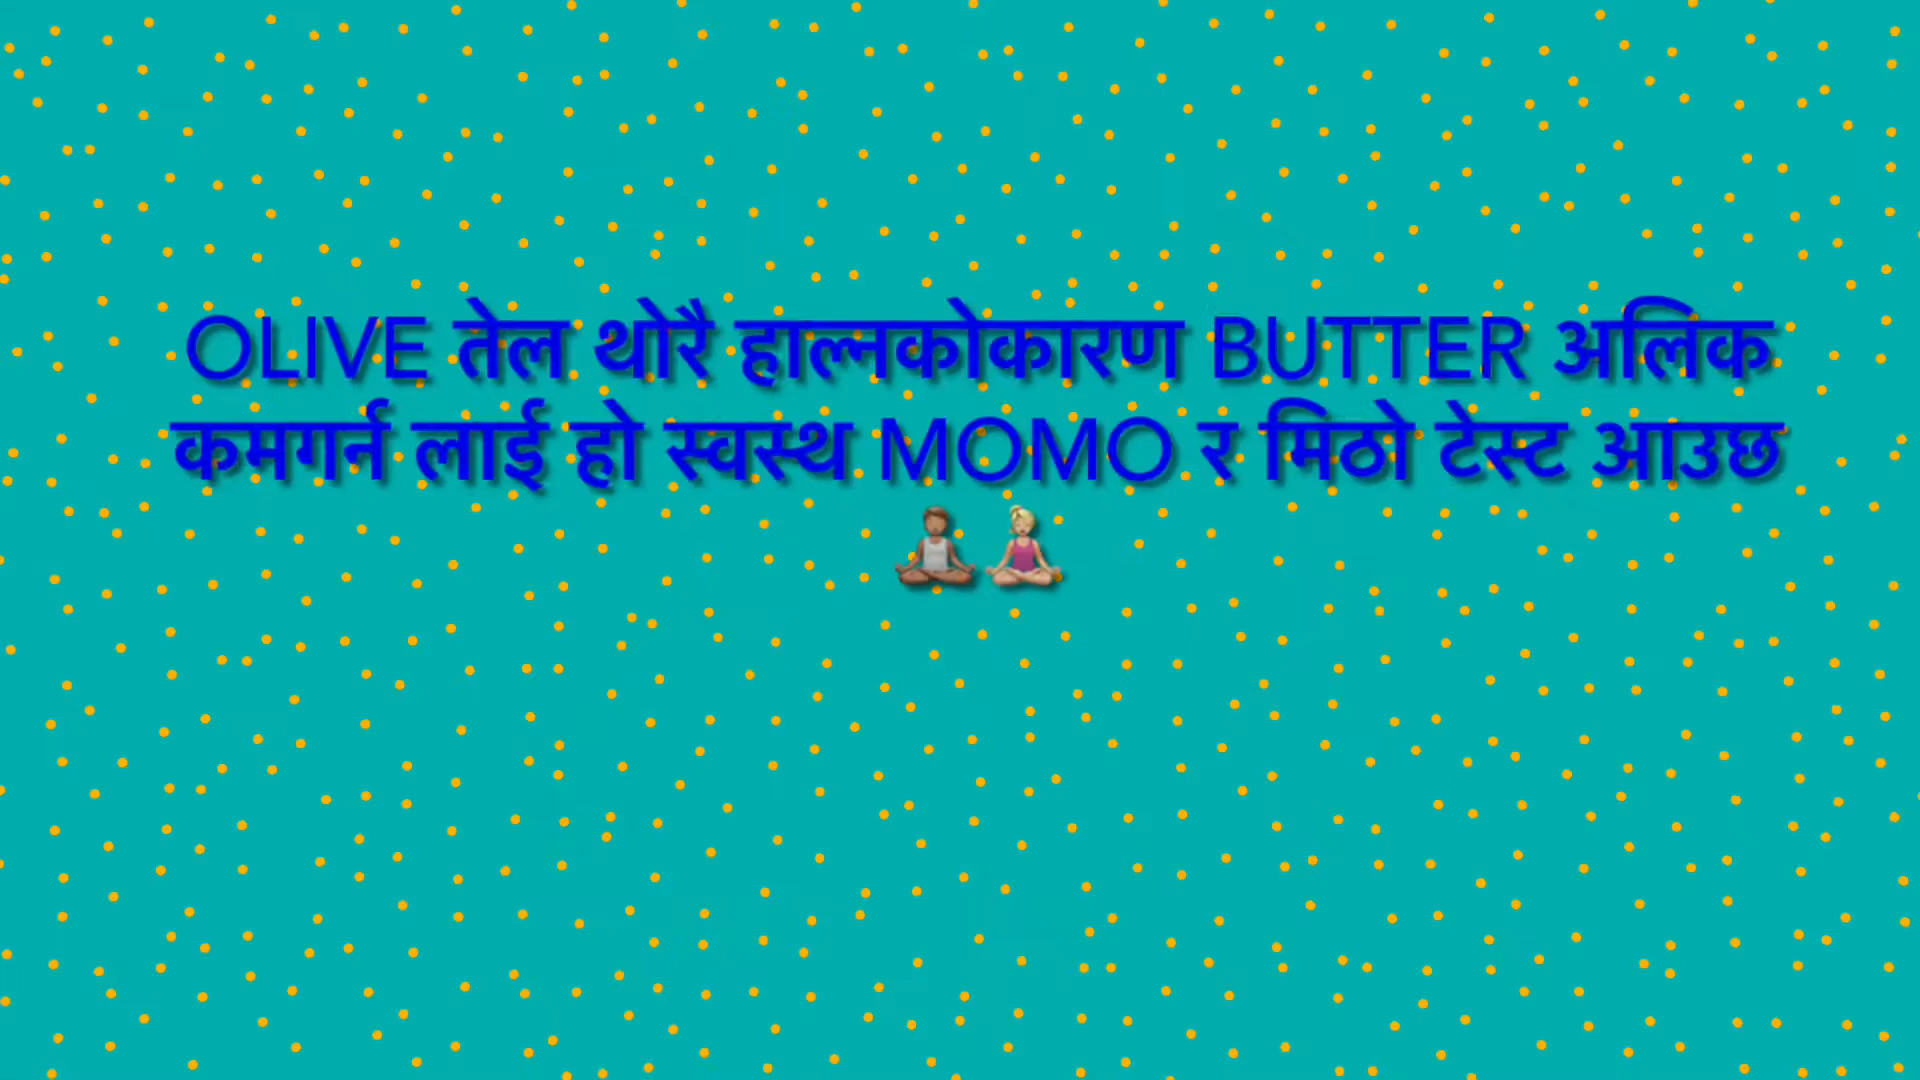 OLIVE तेल थोरै हाल्नकोकारण BUTTER अलिक
कमगर्न लाई हो स्वस्थ MOMO र मिठो टेस्ट आउछ
🧘🏽‍♂️🧘🏼‍♀️